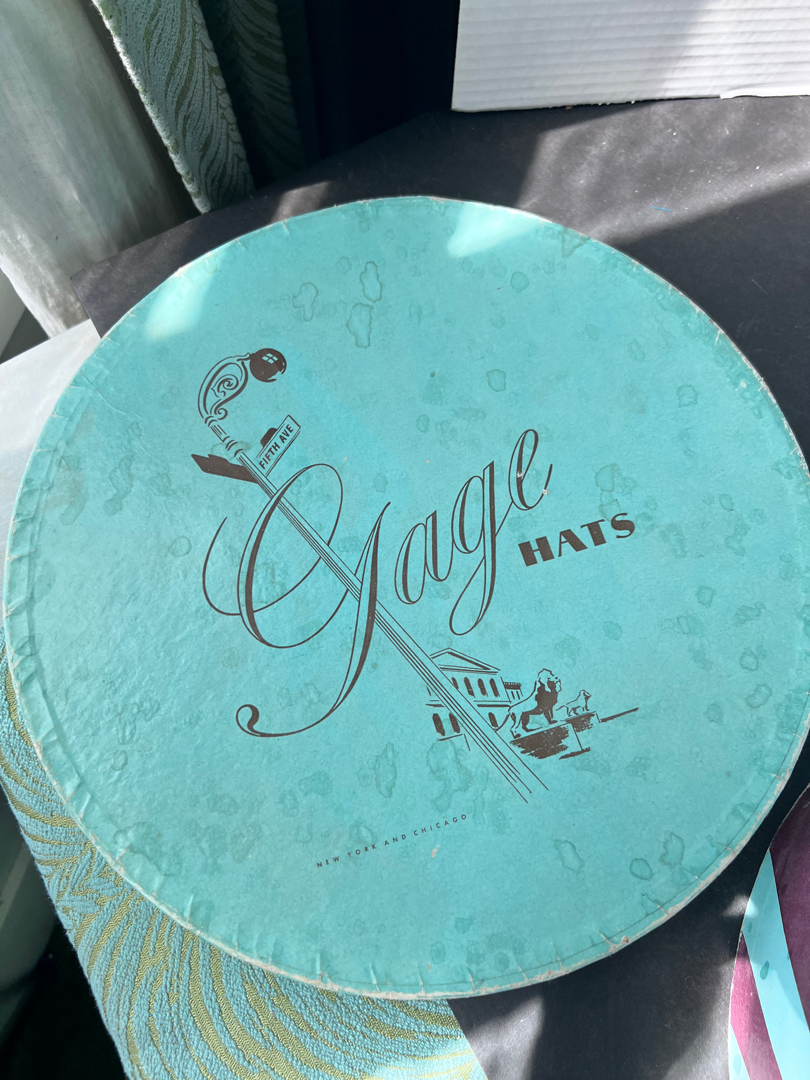 FIFTH AVE
Gage
HATS
NEW YORK AND CHICAGO